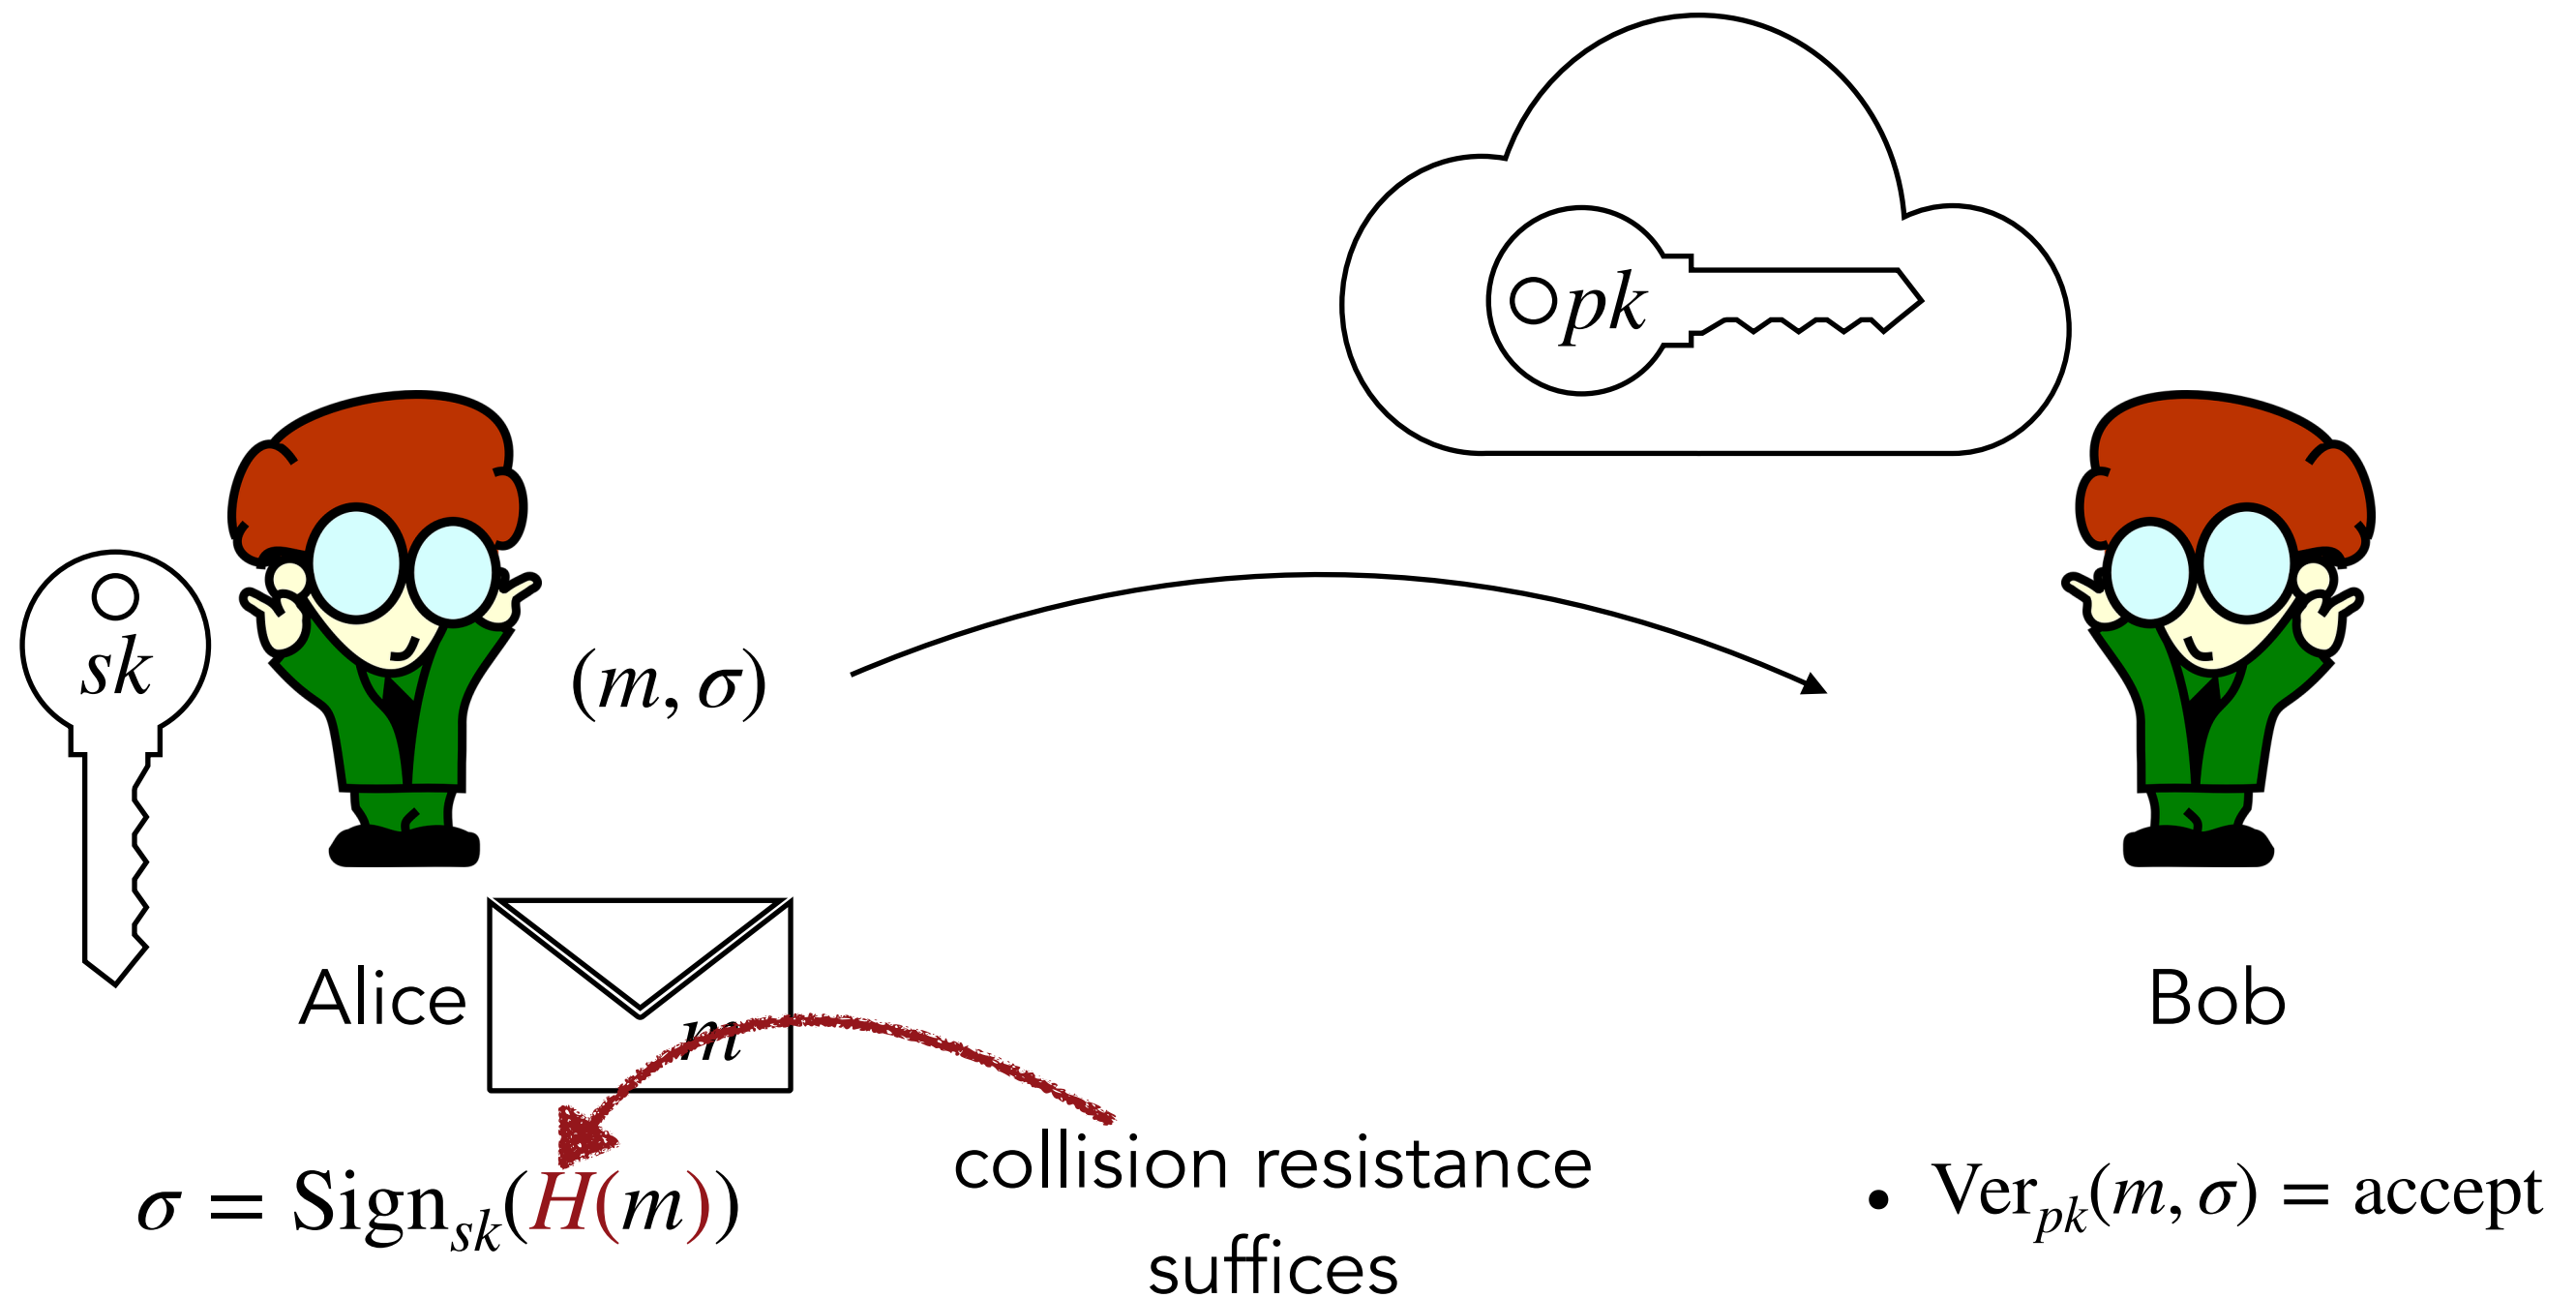 pk
sk
(m, σ)
Alice
m
Bob
σ = Sign_sk(H(m))
collision resistance
suffices
• Ver_pk(m, σ) = accept